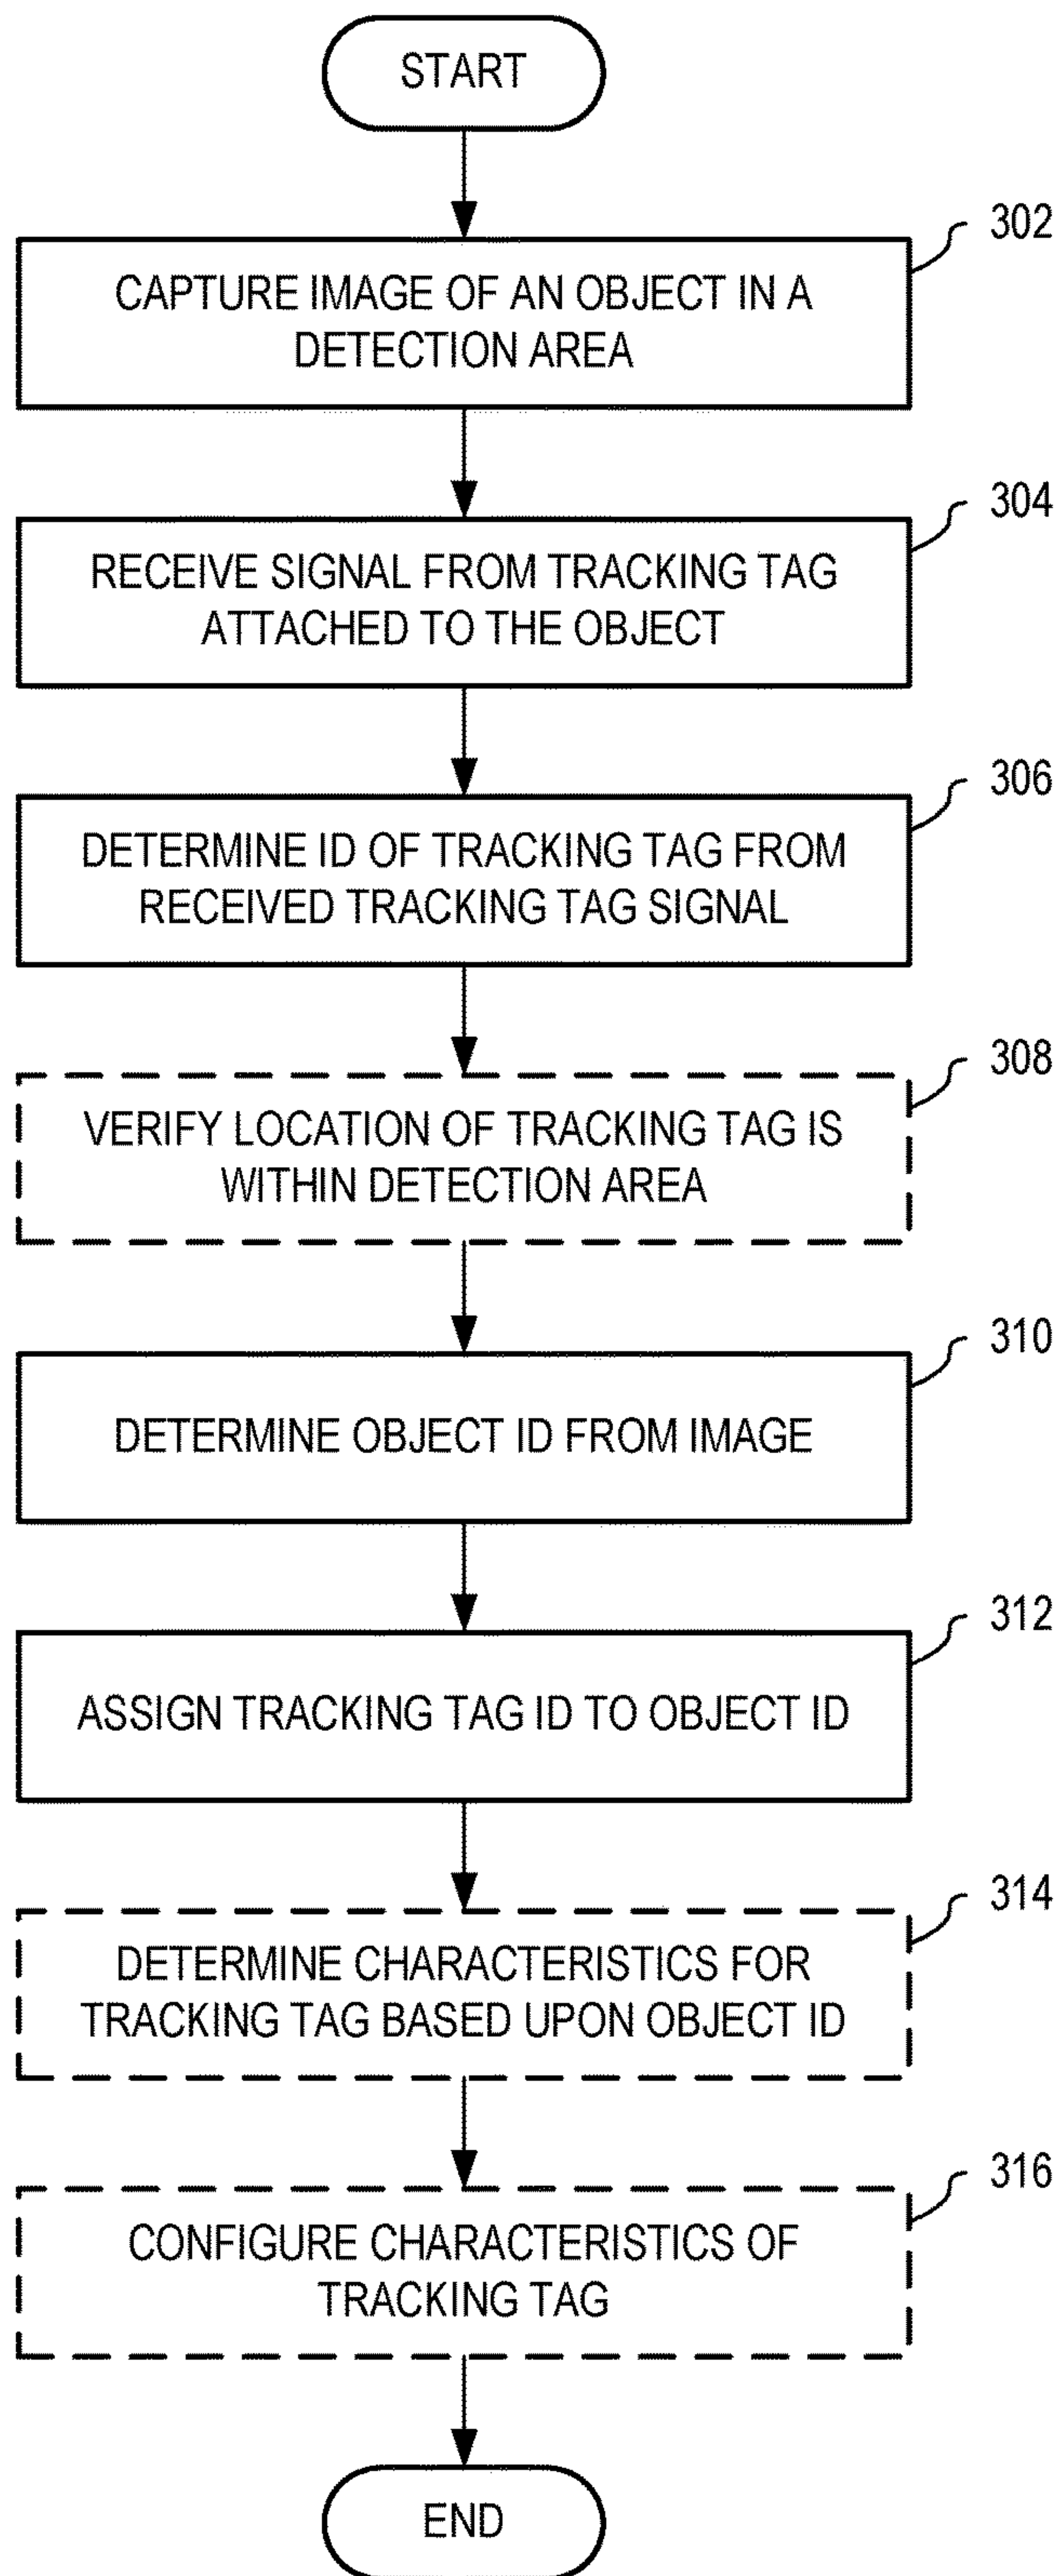 START
302
CAPTURE IMAGE OF AN OBJECT IN A
DETECTION AREA
304
RECEIVE SIGNAL FROM TRACKING TAG
ATTACHED TO THE OBJECT
306
DETERMINE ID OF TRACKING TAG FROM
RECEIVED TRACKING TAG SIGNAL
308
VERIFY LOCATION OF TRACKING TAG IS
WITHIN DETECTION AREA
310
DETERMINE OBJECT ID FROM IMAGE
312
ASSIGN TRACKING TAG ID TO OBJECT ID
314
DETERMINE CHARACTERISTICS FOR
TRACKING TAG BASED UPON OBJECT ID
316
CONFIGURE CHARACTERISTICS OF
TRACKING TAG
END